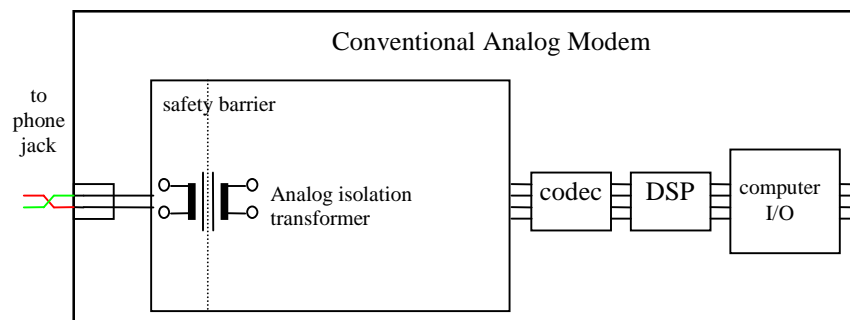 Conventional Analog Modem
to
phone
jack
safety barrier
Analog isolation
transformer
codec
DSP
computer
I/O